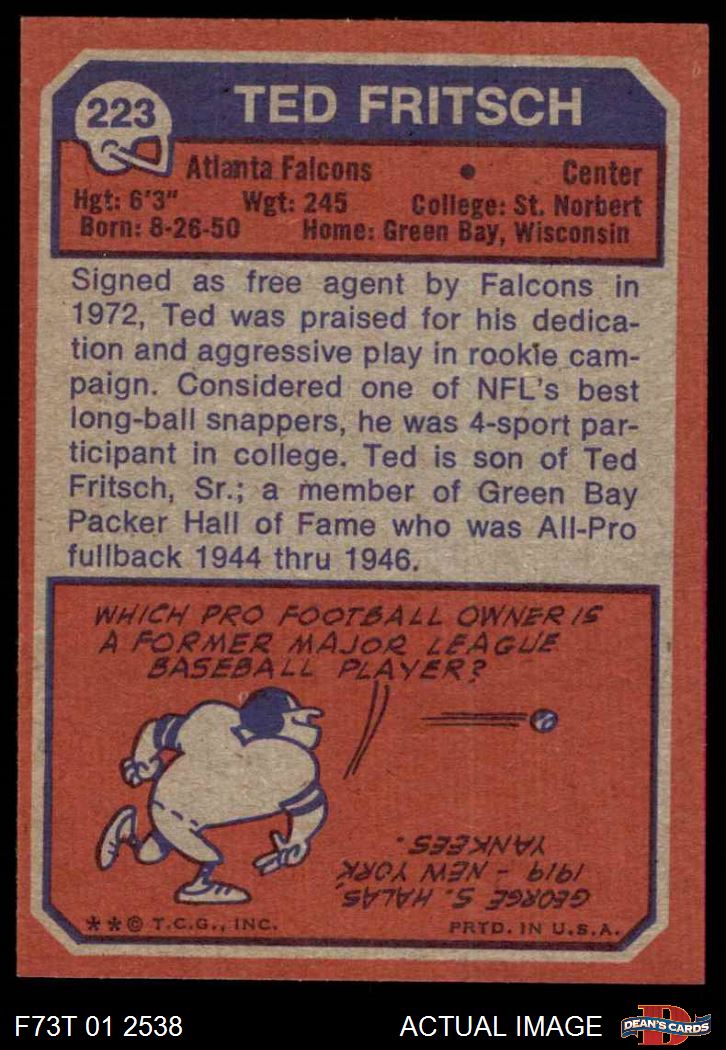 223
TED FRITSCH
Atlanta Falcons • Center
Hgt: 6'3" Wgt: 245 College: St. Norbert
Born: 8-26-50 Home: Green Bay, Wisconsin
Signed as free agent by Falcons in
1972, Ted was praised for his dedica-
tion and aggressive play in rookie cam-
paign. Considered one of NFL's best
long-ball snappers, he was 4-sport par-
ticipant in college. Ted is son of Ted
Fritsch, Sr.; a member of Green Bay
Packer Hall of Fame who was All-Pro
fullback 1944 thru 1946.
WHICH PRO FOOTBALL OWNER IS
A FORMER MAJOR LEAGUE
BASEBALL PLAYER?
GEORGE S. HALAS,
1919 - NEW YORK
YANKEES.
**© T.C.G., INC. PRTD. IN U.S.A.
F73T 01 2538 ACTUAL IMAGE D DEAN'S CARDS